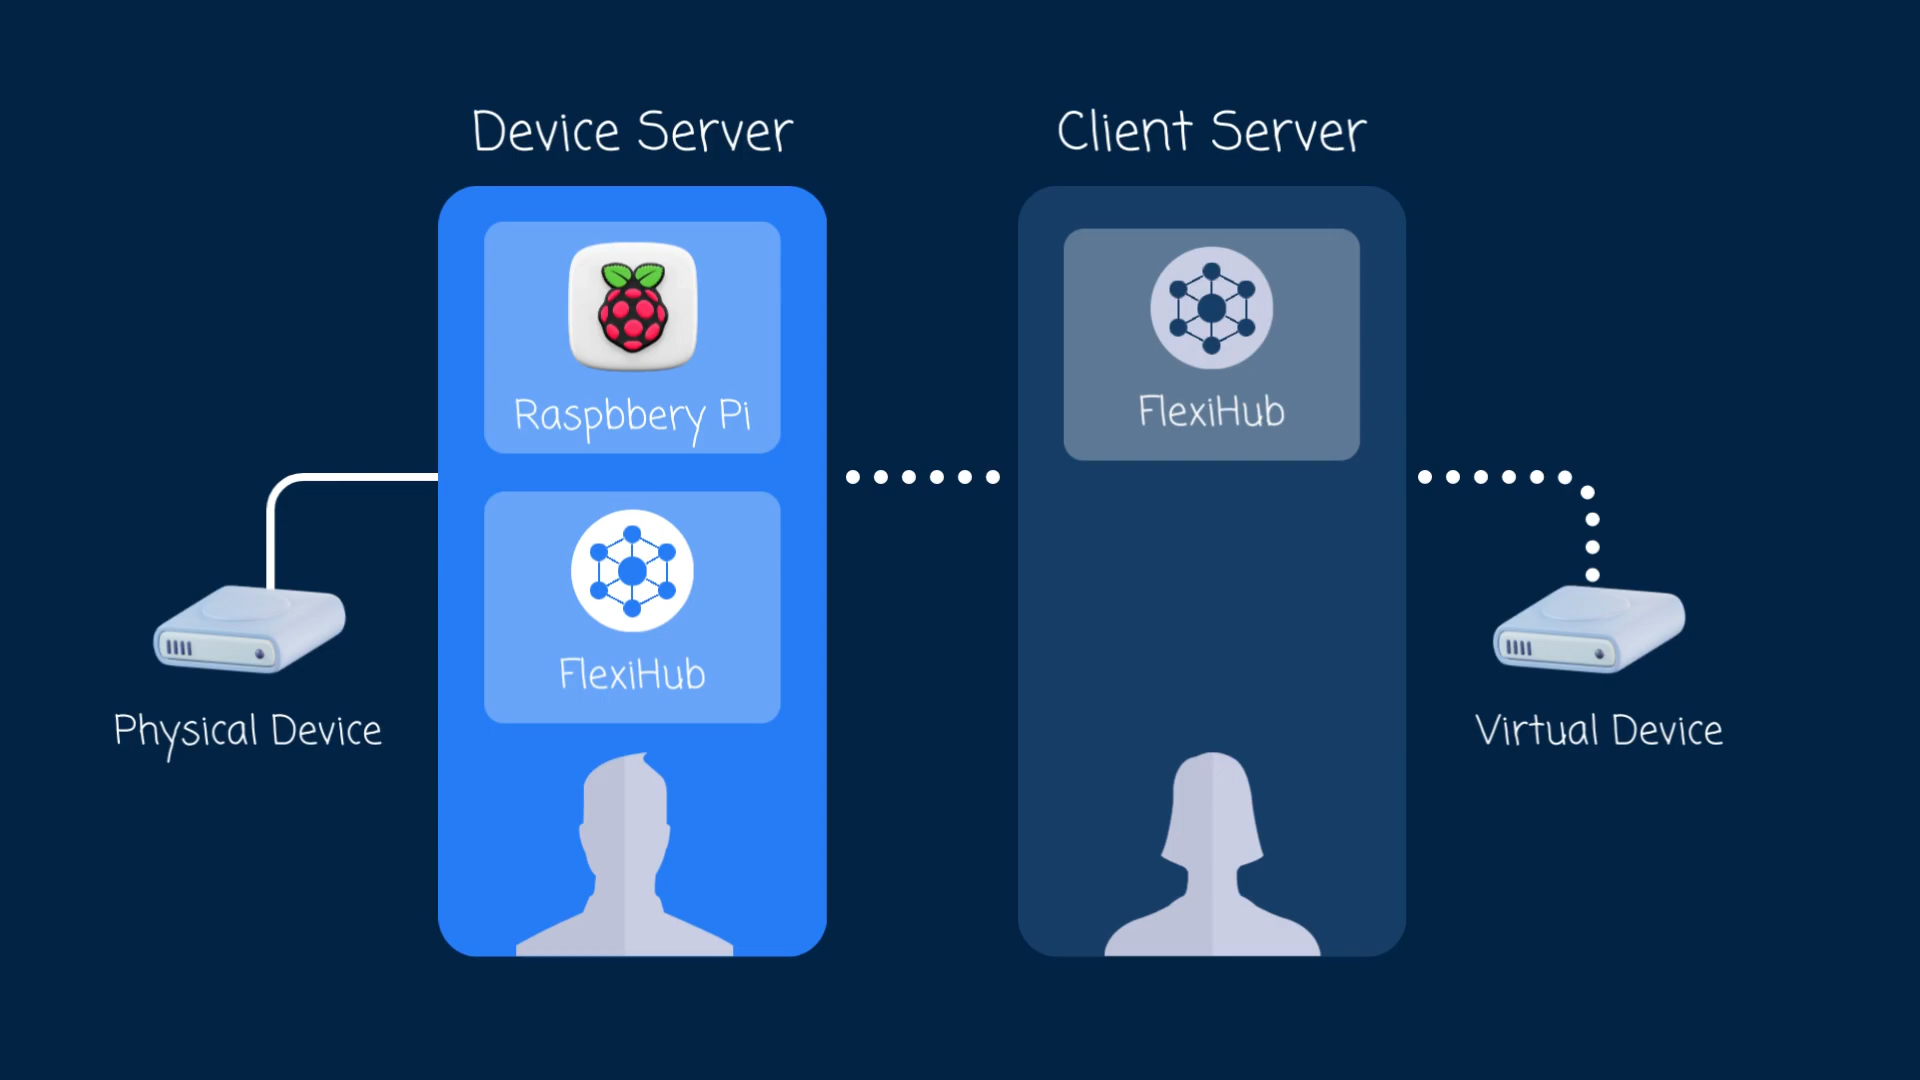 Device Server
Client Server
Raspbbery Pi
FlexiHub
FlexiHub
Physical Device
Virtual Device